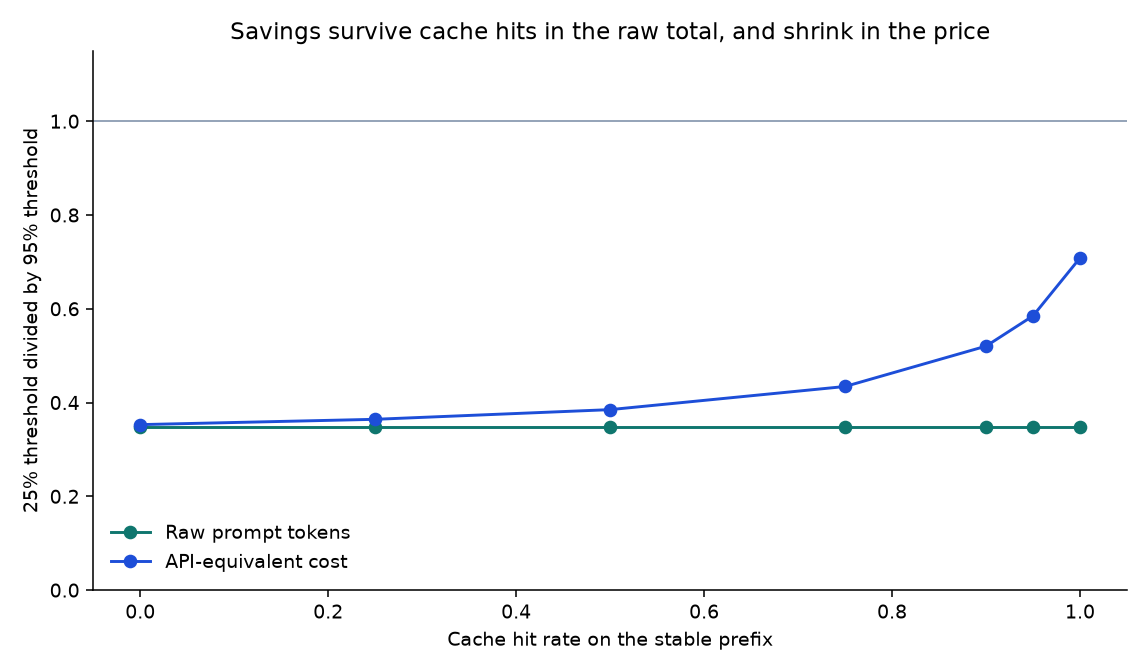 Savings survive cache hits in the raw total, and shrink in the price
25% threshold divided by 95% threshold
1.0
0.8
0.6
0.4
0.2
0.0
Raw prompt tokens
API-equivalent cost
0.0 0.2 0.4 0.6 0.8 1.0
Cache hit rate on the stable prefix